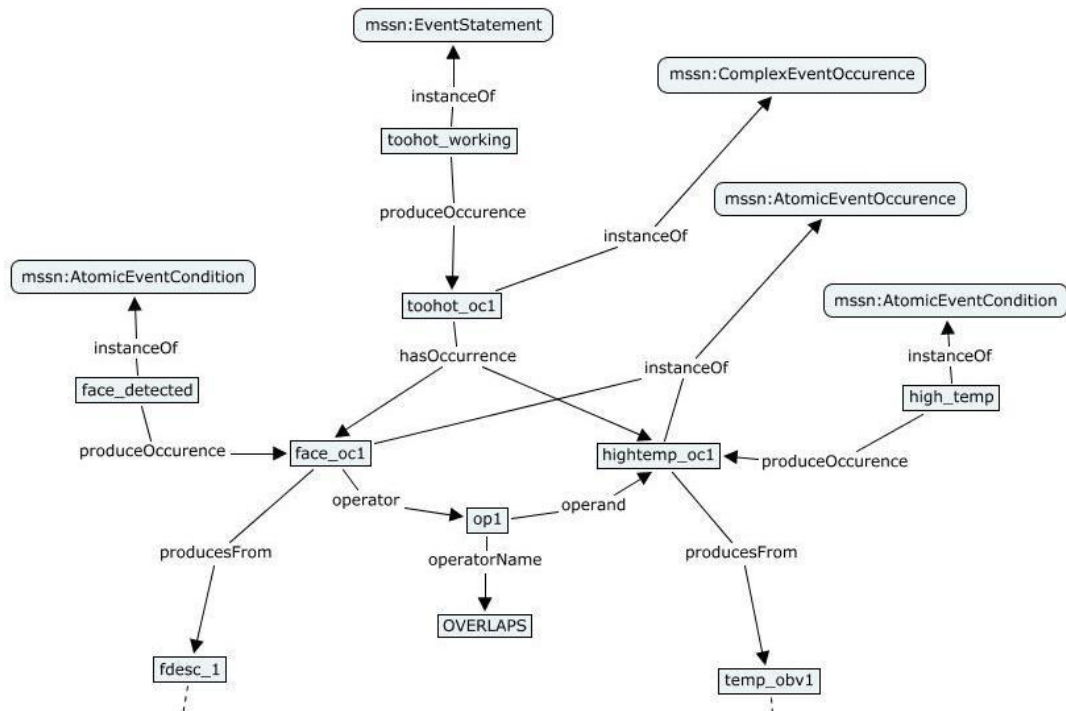 mssn:EventStatement
mssn:ComplexEventOccurence
instanceOf
toohot_working
mssn:AtomicEventOccurence
produceOccurence
instanceOf
mssn:AtomicEventCondition
toohot_oc1
mssn:AtomicEventCondition
instanceOf
hasOccurrence
instanceOf
instanceOf
face_detected
high_temp
produceOccurence
face_oc1
hightemp_oc1
produceOccurence
operator
operand
op1
producesFrom
operatorName
producesFrom
OVERLAPS
fdesc_1
temp_obv1